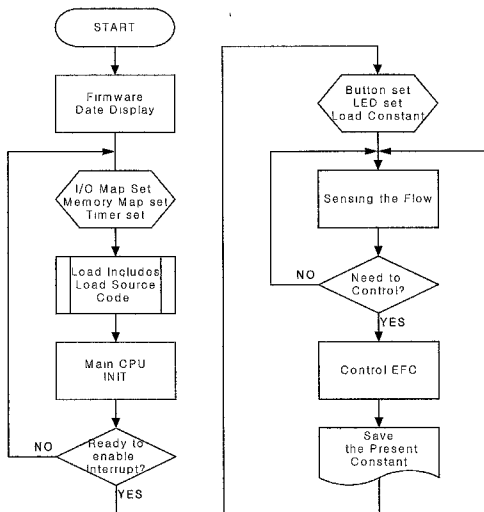 START
Firmware
Date Display
I/O Map Set
Memory Map set
Timer set
Load Includes
Load Source
Code
Main CPU
INIT
Ready to
enable
Interrupt?
NO
YES
Button set
LED set
Load Constant
Sensing the Flow
Need to
Control?
NO
YES
Control EFC
Save
the Present
Constant